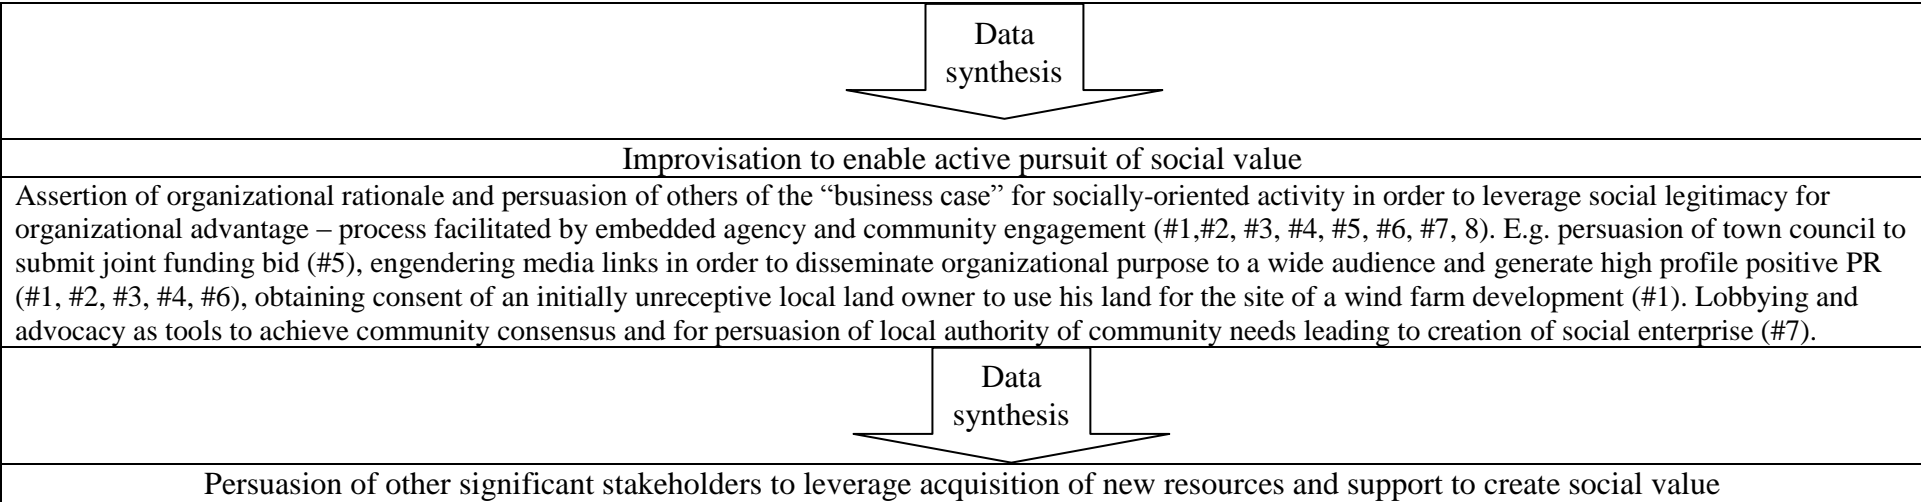 Data
synthesis
Improvisation to enable active pursuit of social value
Assertion of organizational rationale and persuasion of others of the “business case” for socially-oriented activity in order to leverage social legitimacy for
organizational advantage – process facilitated by embedded agency and community engagement (#1,#2, #3, #4, #5, #6, #7, 8). E.g. persuasion of town council to
submit joint funding bid (#5), engendering media links in order to disseminate organizational purpose to a wide audience and generate high profile positive PR
(#1, #2, #3, #4, #6), obtaining consent of an initially unreceptive local land owner to use his land for the site of a wind farm development (#1). Lobbying and
advocacy as tools to achieve community consensus and for persuasion of local authority of community needs leading to creation of social enterprise (#7).
Data
synthesis
Persuasion of other significant stakeholders to leverage acquisition of new resources and support to create social value